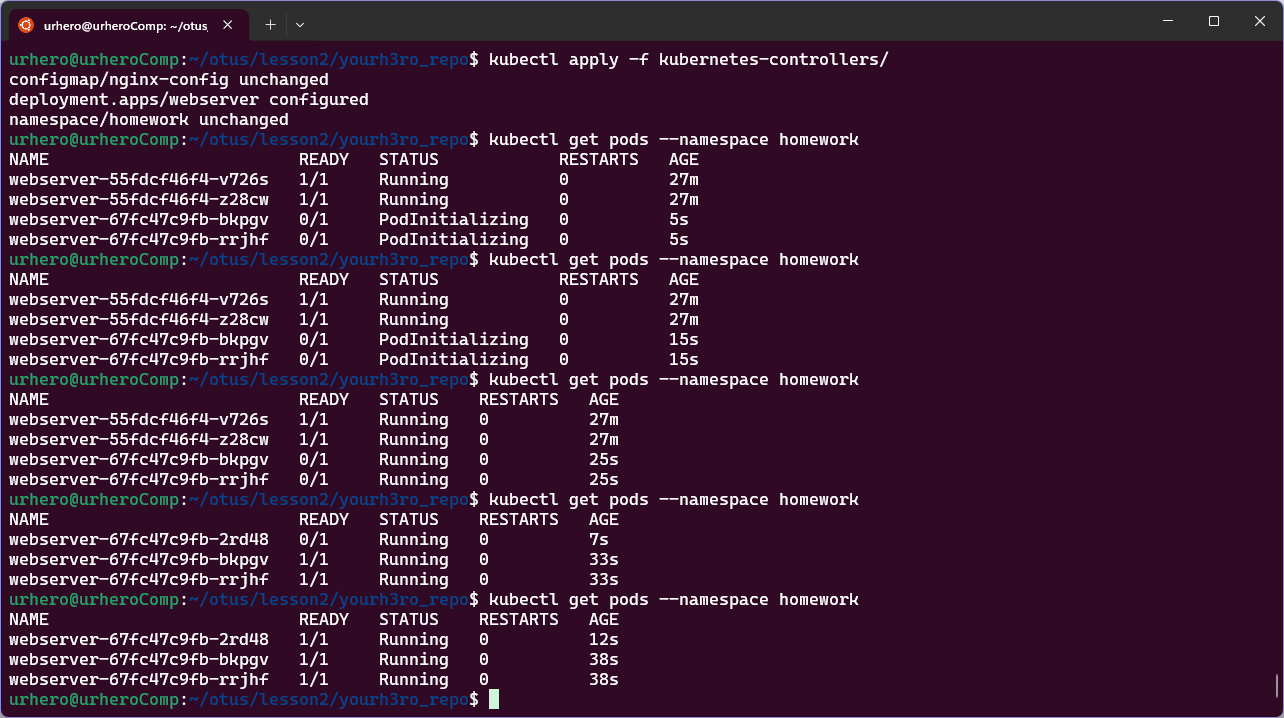 urhero@urheroComp: ~/otus,
urhero@urheroComp:~/otus/lesson2/yourh3ro_repo$ kubectl apply -f kubernetes-controllers/
configmap/nginx-config unchanged
deployment.apps/webserver configured
namespace/homework unchanged
urhero@urheroComp:~/otus/lesson2/yourh3ro_repo$ kubectl get pods --namespace homework
NAME READY STATUS RESTARTS AGE
webserver-55fdcf46f4-v726s 1/1 Running 0 27m
webserver-55fdcf46f4-z28cw 1/1 Running 0 27m
webserver-67fc47c9fb-bkpgv 0/1 PodInitializing 0 5s
webserver-67fc47c9fb-rrjhf 0/1 PodInitializing 0 5s
urhero@urheroComp:~/otus/lesson2/yourh3ro_repo$ kubectl get pods --namespace homework
NAME READY STATUS RESTARTS AGE
webserver-55fdcf46f4-v726s 1/1 Running 0 27m
webserver-55fdcf46f4-z28cw 1/1 Running 0 27m
webserver-67fc47c9fb-bkpgv 0/1 PodInitializing 0 15s
webserver-67fc47c9fb-rrjhf 0/1 PodInitializing 0 15s
urhero@urheroComp:~/otus/lesson2/yourh3ro_repo$ kubectl get pods --namespace homework
NAME READY STATUS RESTARTS AGE
webserver-55fdcf46f4-v726s 1/1 Running 0 27m
webserver-55fdcf46f4-z28cw 1/1 Running 0 27m
webserver-67fc47c9fb-bkpgv 0/1 Running 0 25s
webserver-67fc47c9fb-rrjhf 0/1 Running 0 25s
urhero@urheroComp:~/otus/lesson2/yourh3ro_repo$ kubectl get pods --namespace homework
NAME READY STATUS RESTARTS AGE
webserver-67fc47c9fb-2rd48 0/1 Running 0 7s
webserver-67fc47c9fb-bkpgv 1/1 Running 0 33s
webserver-67fc47c9fb-rrjhf 1/1 Running 0 33s
urhero@urheroComp:~/otus/lesson2/yourh3ro_repo$ kubectl get pods --namespace homework
NAME READY STATUS RESTARTS AGE
webserver-67fc47c9fb-2rd48 1/1 Running 0 12s
webserver-67fc47c9fb-bkpgv 1/1 Running 0 38s
webserver-67fc47c9fb-rrjhf 1/1 Running 0 38s
urhero@urheroComp:~/otus/lesson2/yourh3ro_repo$